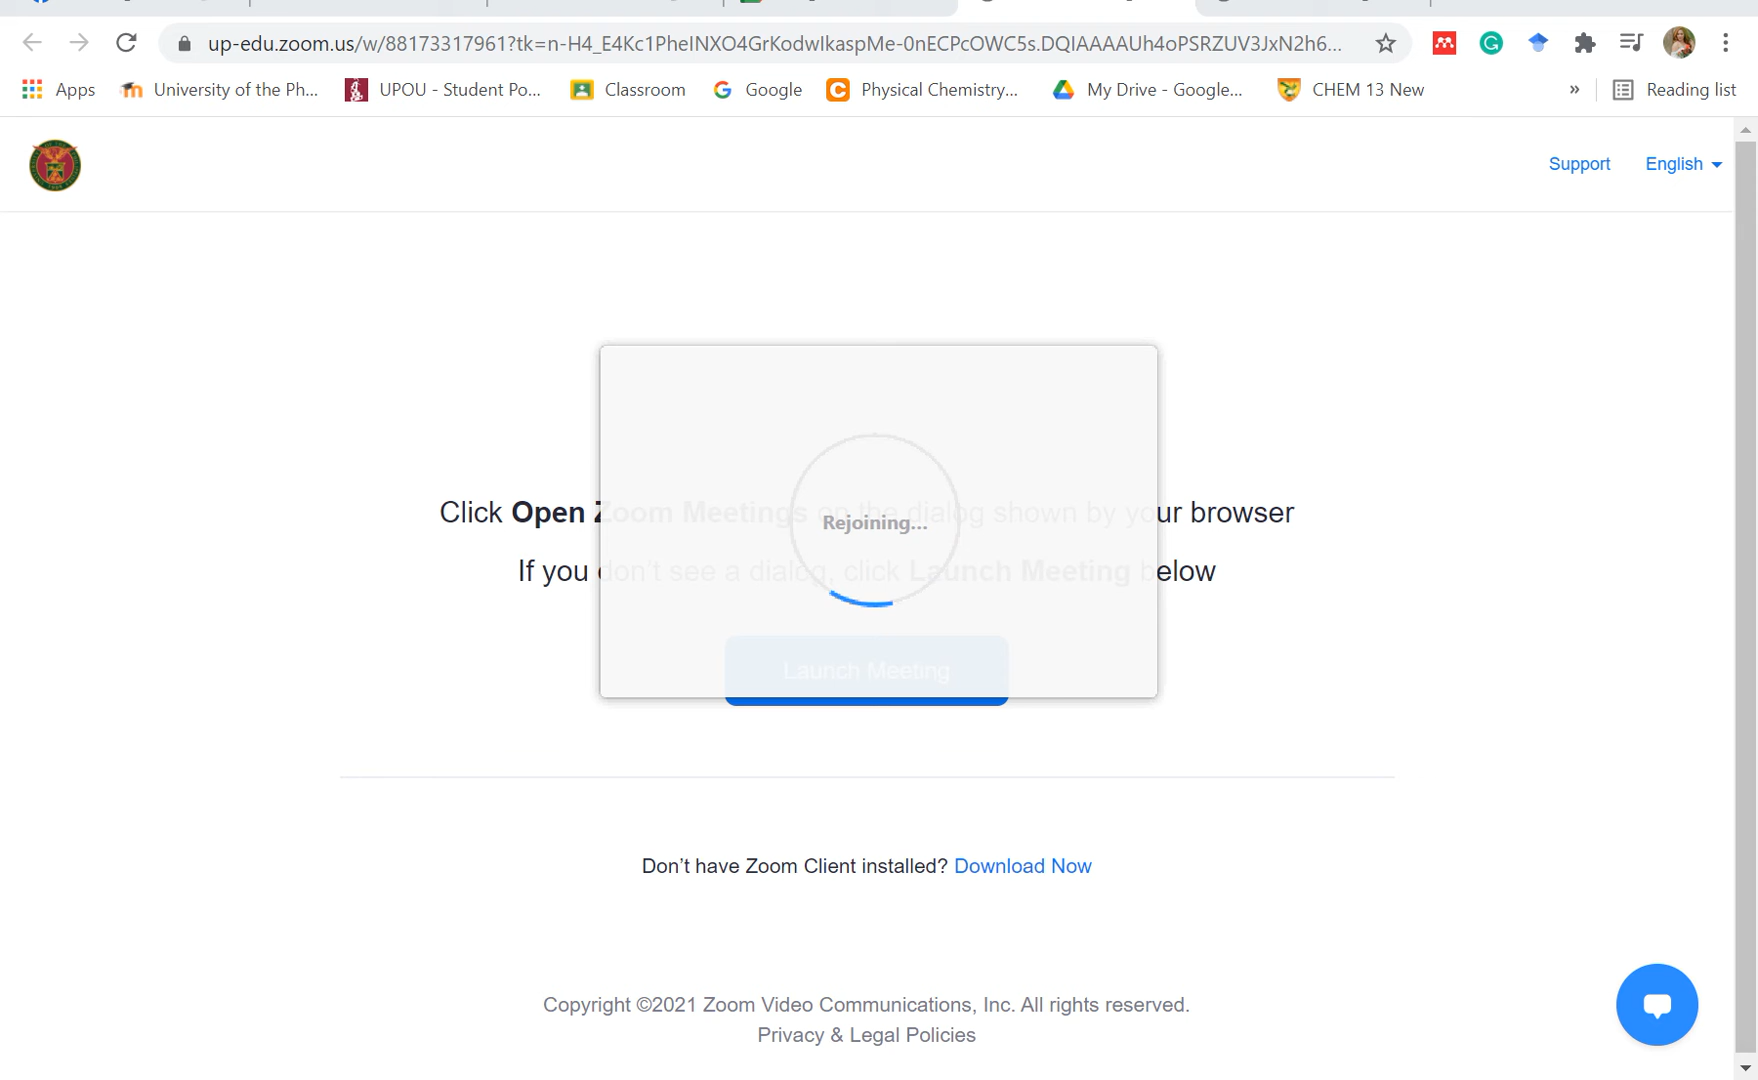 up-edu.zoom.us/w/88173317961?tk=n-H4_E4Kc1PheINXO4GrKodwIkaspMe-0nECPcOWC5s.DQIAAAAUh4oPSRZUV3JxN2h6...
Apps University of the Ph... UPOU - Student Po... Classroom Google Physical Chemistry... My Drive - Google... CHEM 13 New » Reading list
Support English
Click Open Zoom Meetings on the dialog shown by your browser
Rejoining...
If you don't see a dialog, click Launch Meeting below
Launch Meeting
Don't have Zoom Client installed? Download Now
Copyright ©2021 Zoom Video Communications, Inc. All rights reserved.
Privacy & Legal Policies